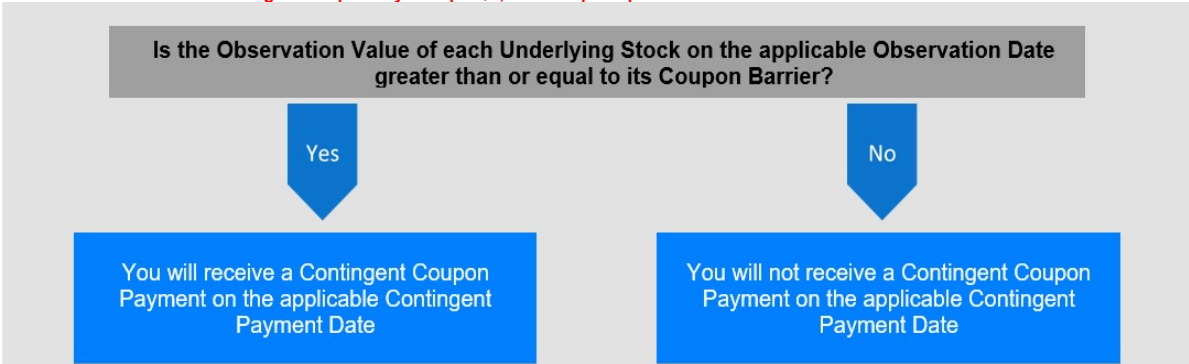 Is the Observation Value of each Underlying Stock on the applicable Observation Date
greater than or equal to its Coupon Barrier?
Yes
No
You will receive a Contingent Coupon
Payment on the applicable Contingent
Payment Date
You will not receive a Contingent Coupon
Payment on the applicable Contingent
Payment Date